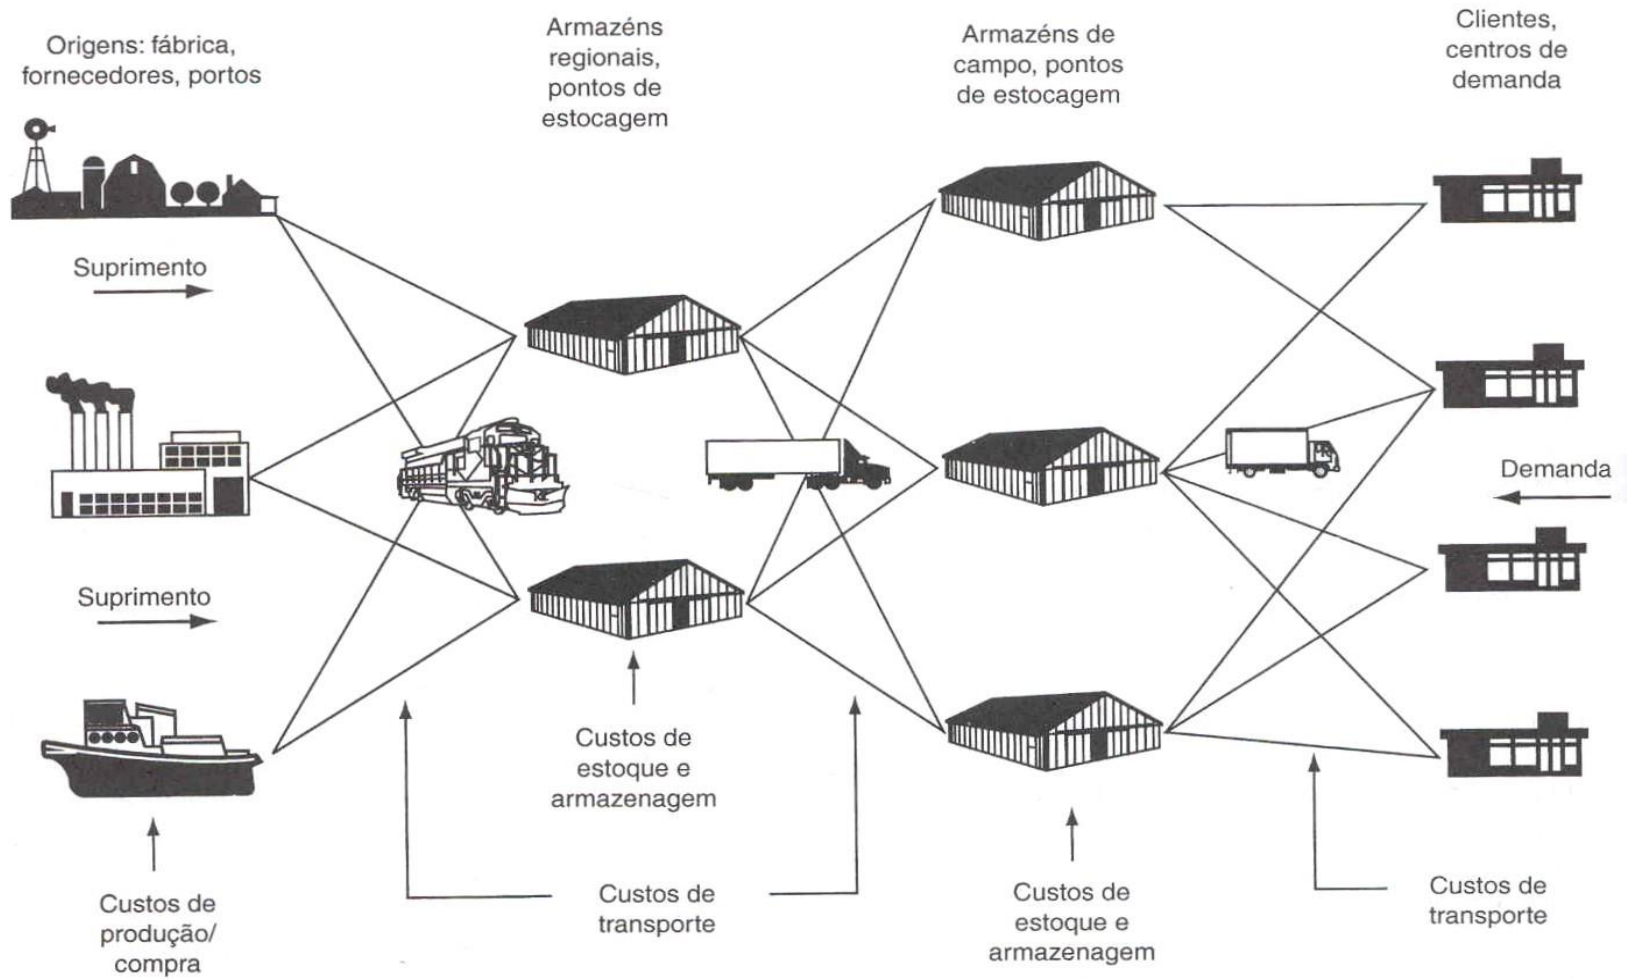 Origens: fábrica,
fornecedores, portos
Armazéns
regionais,
pontos de
estocagem
Armazéns de
campo, pontos
de estocagem
Clientes,
centros de
demanda
Suprimento
Demanda
Suprimento
Custos de
estoque e
armazenagem
Custos de
produção/
compra
Custos de
transporte
Custos de
estoque e
armazenagem
Custos de
transporte